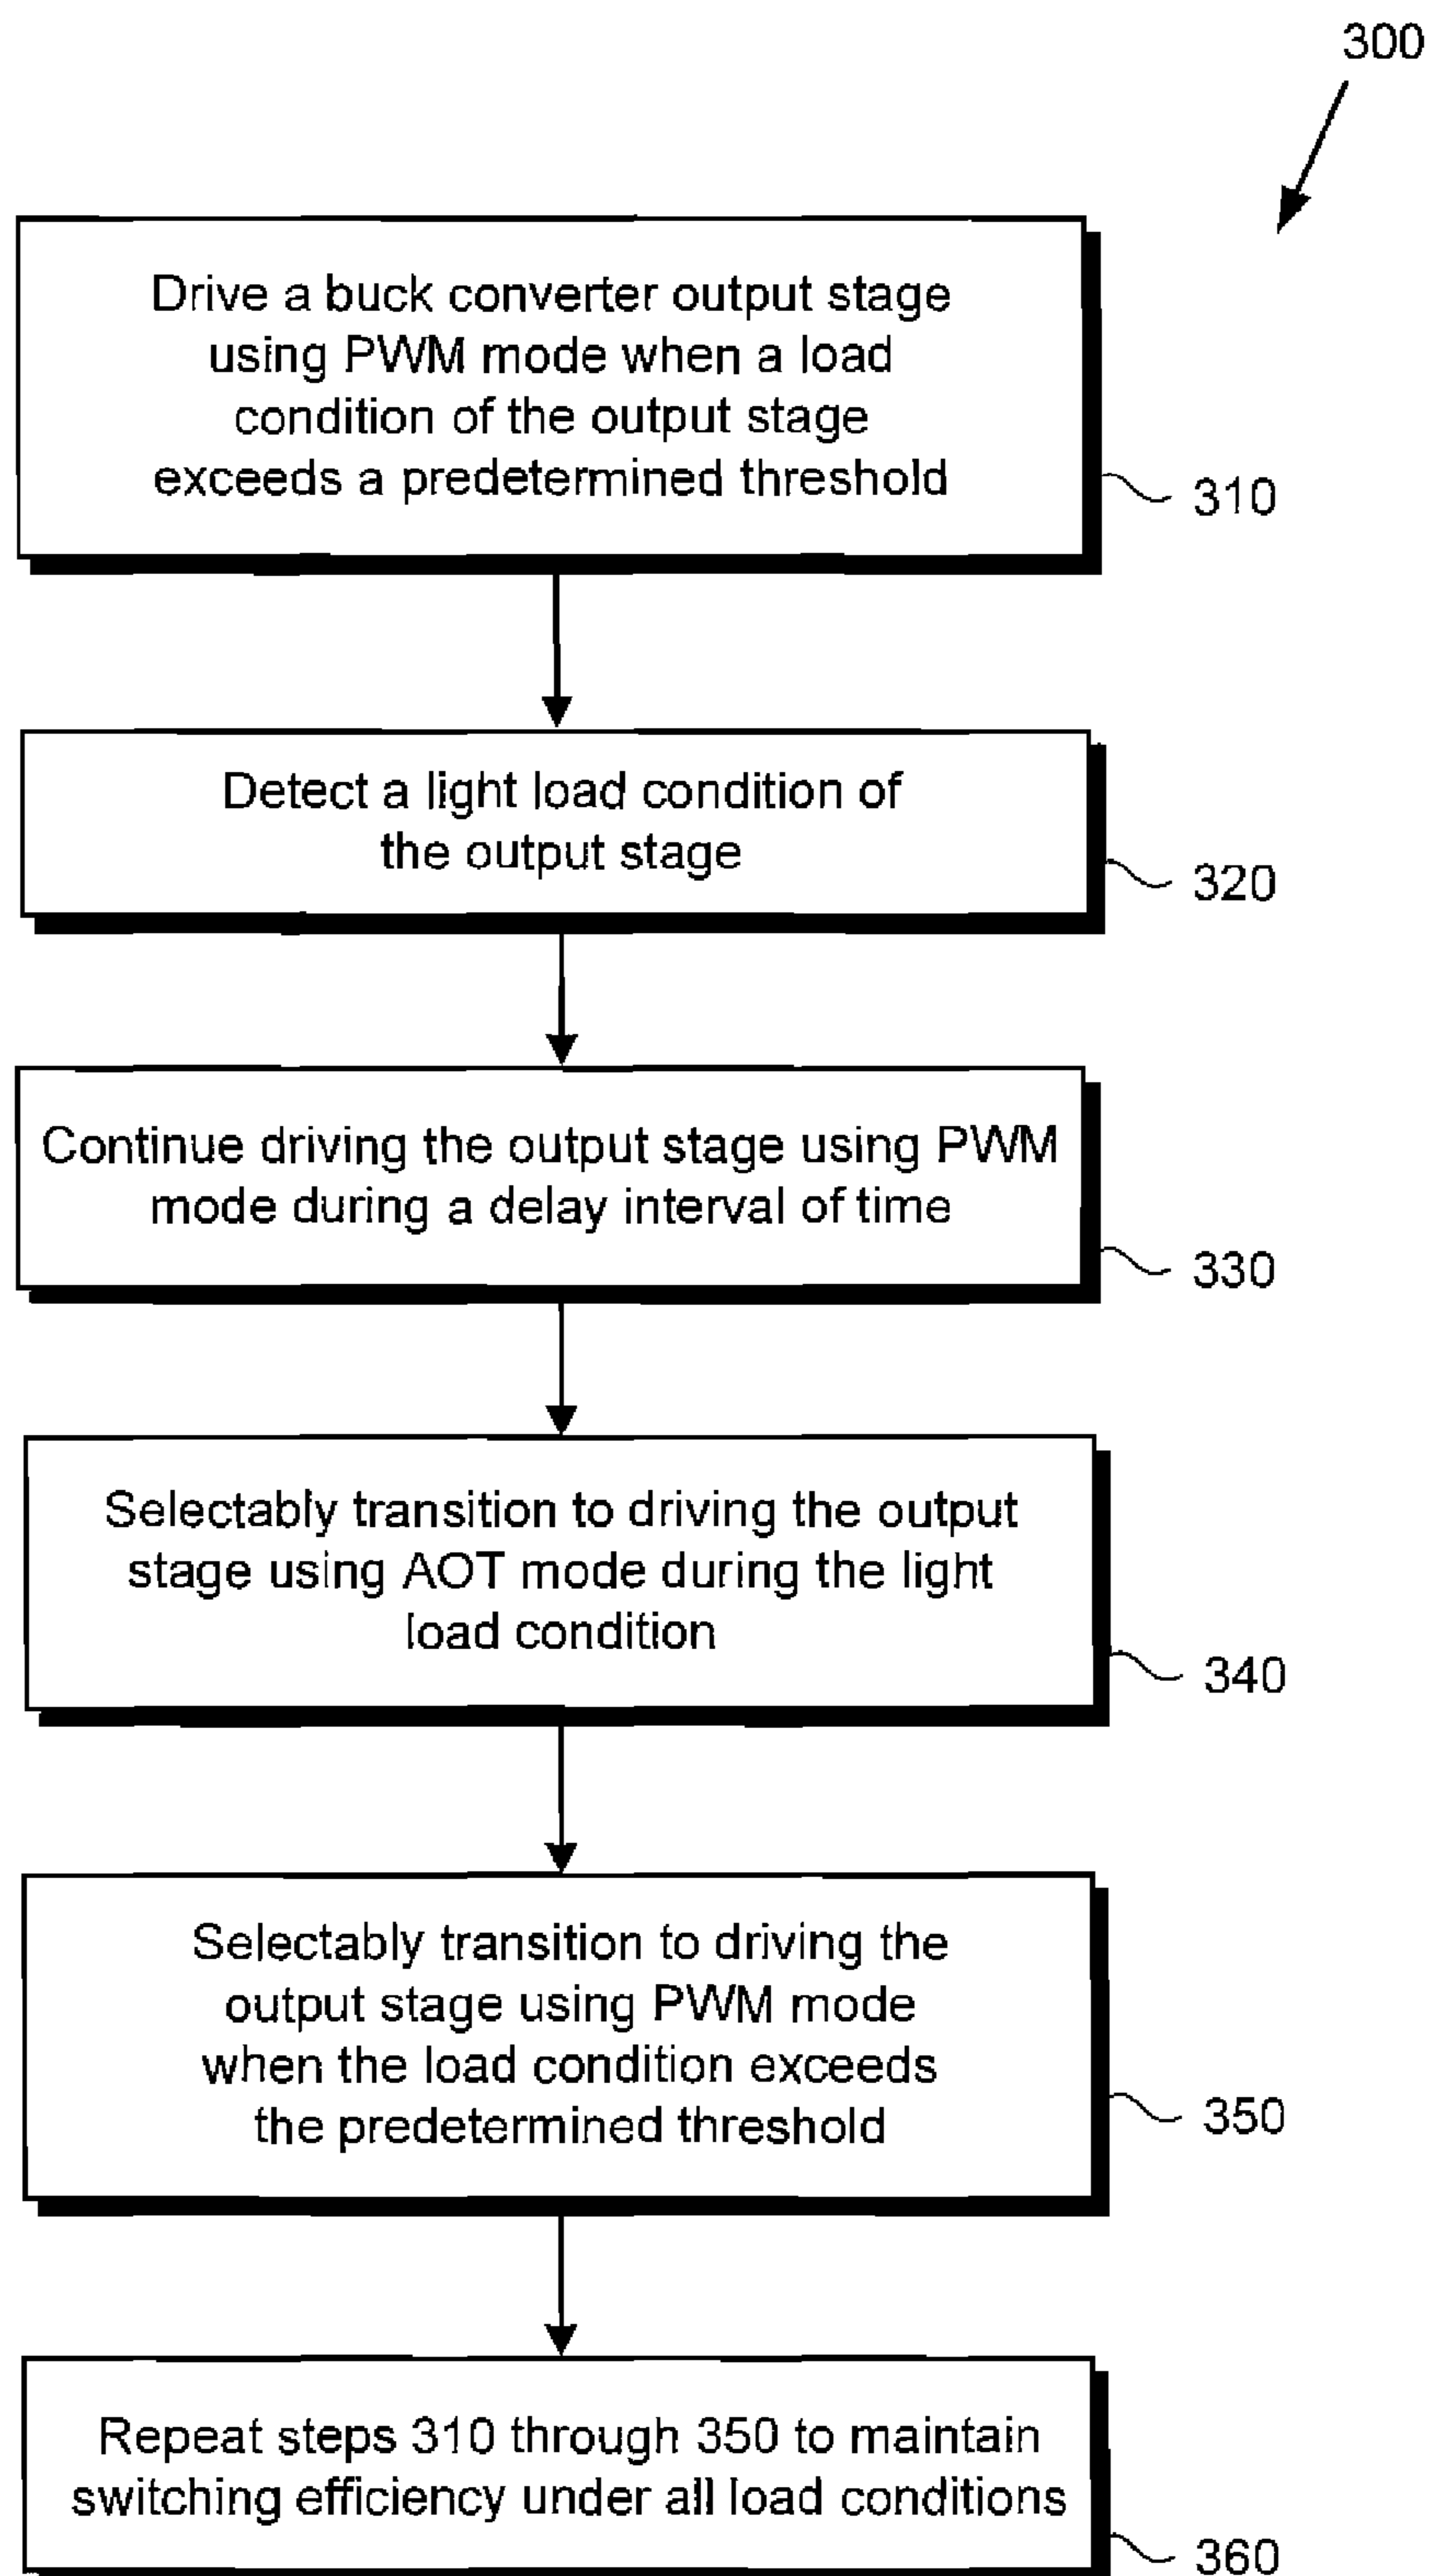 300
Drive a buck converter output stage
using PWM mode when a load
condition of the output stage
exceeds a predetermined threshold
310
Detect a light load condition of
the output stage
320
Continue driving the output stage using PWM
mode during a delay interval of time
330
Selectably transition to driving the output
stage using AOT mode during the light
load condition
340
Selectably transition to driving the
output stage using PWM mode
when the load condition exceeds
the predetermined threshold
350
Repeat steps 310 through 350 to maintain
switching efficiency under all load conditions
360